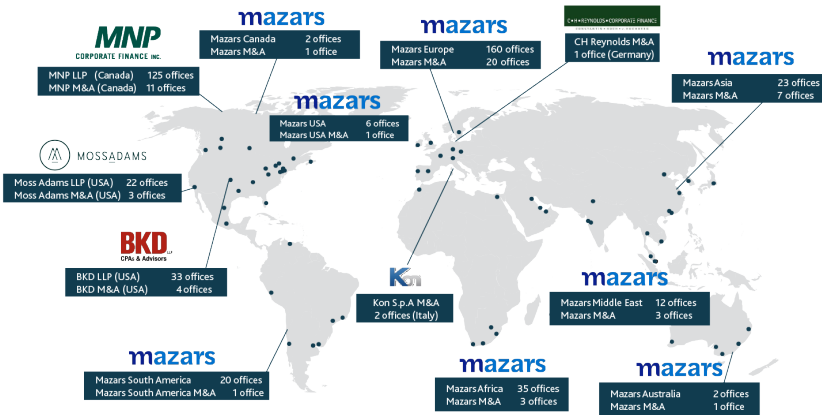 MNP
CORPORATE FINANCE INC.
MNP LLP (Canada) 125 offices
MNP M&A (Canada) 11 offices
mazars
Mazars Canada 2 offices
Mazars M&A 1 office
mazars
Mazars USA 6 offices
Mazars USA M&A 1 office
mazars
Mazars Europe 160 offices
Mazars M&A 20 offices
C·H·REYNOLDS·CORPORATE FINANCE
CH Reynolds M&A
1 office (Germany)
mazars
Mazars Asia 23 offices
Mazars M&A 7 offices
MOSSADAMS
Moss Adams LLP (USA) 22 offices
Moss Adams M&A (USA) 3 offices
BKD LLP
CPAs & Advisors
BKD LLP (USA) 33 offices
BKD M&A (USA) 4 offices
Kon
Kon S.p.A M&A
2 offices (Italy)
mazars
Mazars Middle East 12 offices
Mazars M&A 3 offices
mazars
Mazars South America 20 offices
Mazars South America M&A 1 office
mazars
Mazars Africa 35 offices
Mazars M&A 3 offices
mazars
Mazars Australia 2 offices
Mazars M&A 1 office